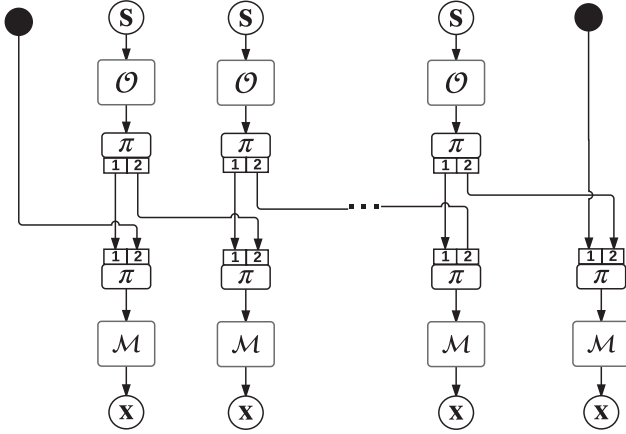 S S S
𝒪 𝒪 𝒪
π π π
1 2 1 2 1 2
1 2 1 2 1 2 1 2
π π π π
ℳ ℳ ℳ ℳ
X X X X